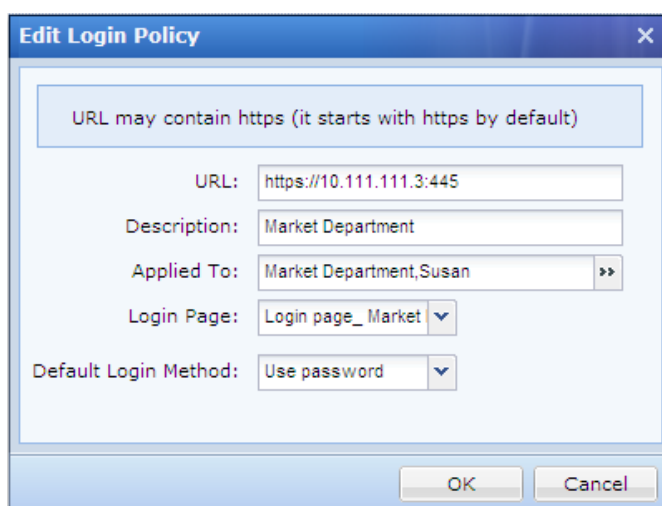 Edit Login Policy
URL may contain https (it starts with https by default)
URL: https://10.111.111.3:445
Description: Market Department
Applied To: Market Department,Susan
Login Page: Login page_ Market
Default Login Method: Use password
OK Cancel